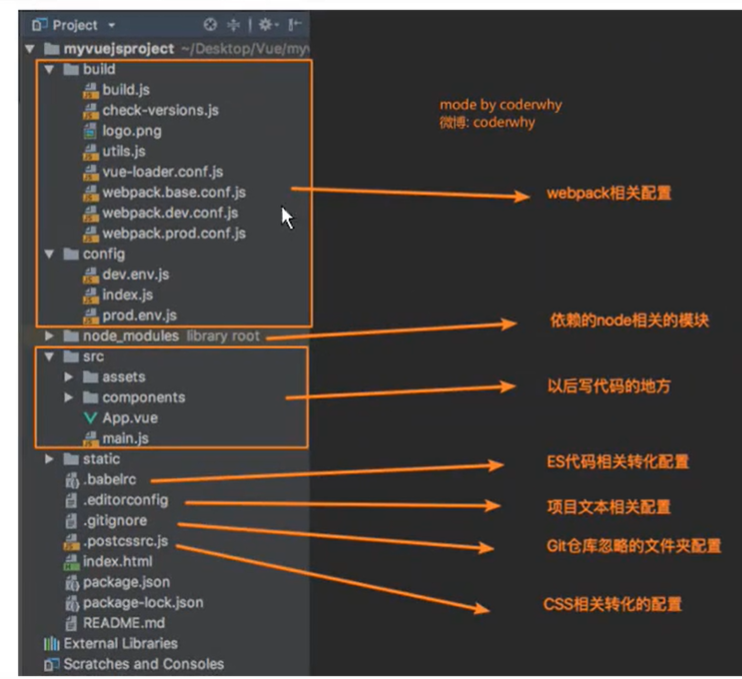 Project
myvuejsproject ~/Desktop/Vue/myv
build
build.js
check-versions.js
logo.png
utils.js
vue-loader.conf.js
webpack.base.conf.js
webpack.dev.conf.js
webpack.prod.conf.js
config
dev.env.js
index.js
prod.env.js
node_modules library root
src
assets
components
App.vue
main.js
static
.babelrc
.editorconfig
.gitignore
.postcssrc.js
index.html
package.json
package-lock.json
README.md
External Libraries
Scratches and Consoles
mode by coderwhy
微博: coderwhy
webpack相关配置
依赖的node相关的模块
以后写代码的地方
ES代码相关转化配置
项目文本相关配置
Git仓库忽略的文件夹配置
CSS相关转化的配置